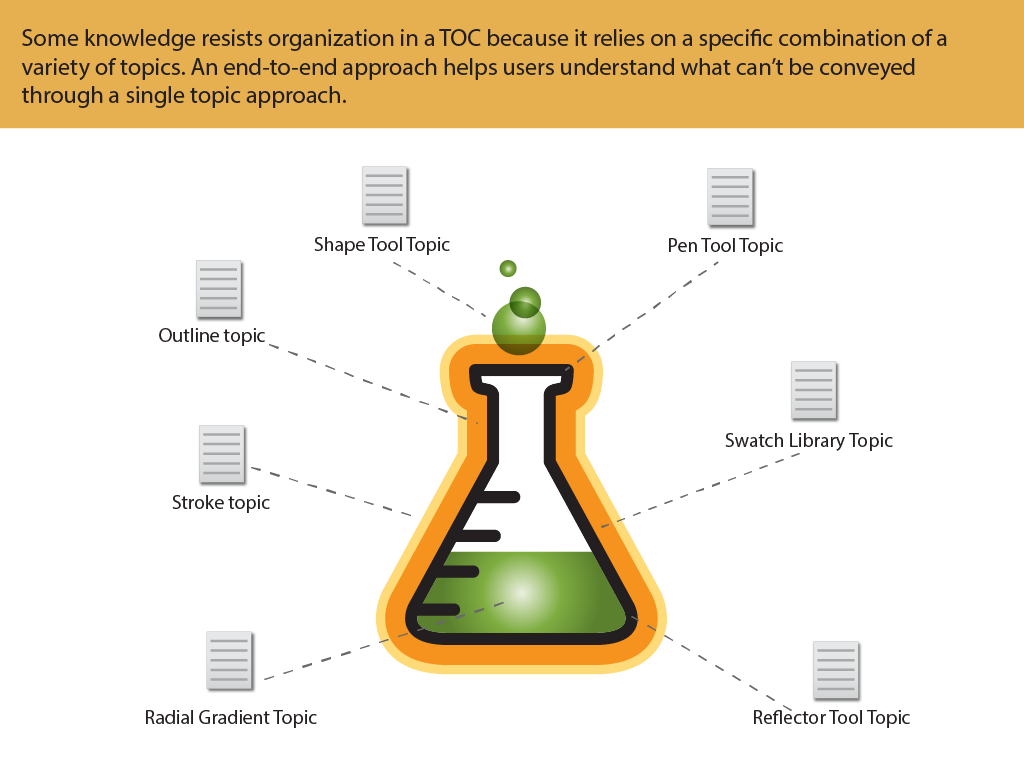 Some knowledge resists organization in a TOC because it relies on a specific combination of a
variety of topics. An end-to-end approach helps users understand what can’t be conveyed
through a single topic approach.
Shape Tool Topic
Pen Tool Topic
Outline topic
Swatch Library Topic
Stroke topic
Radial Gradient Topic
Reflector Tool Topic